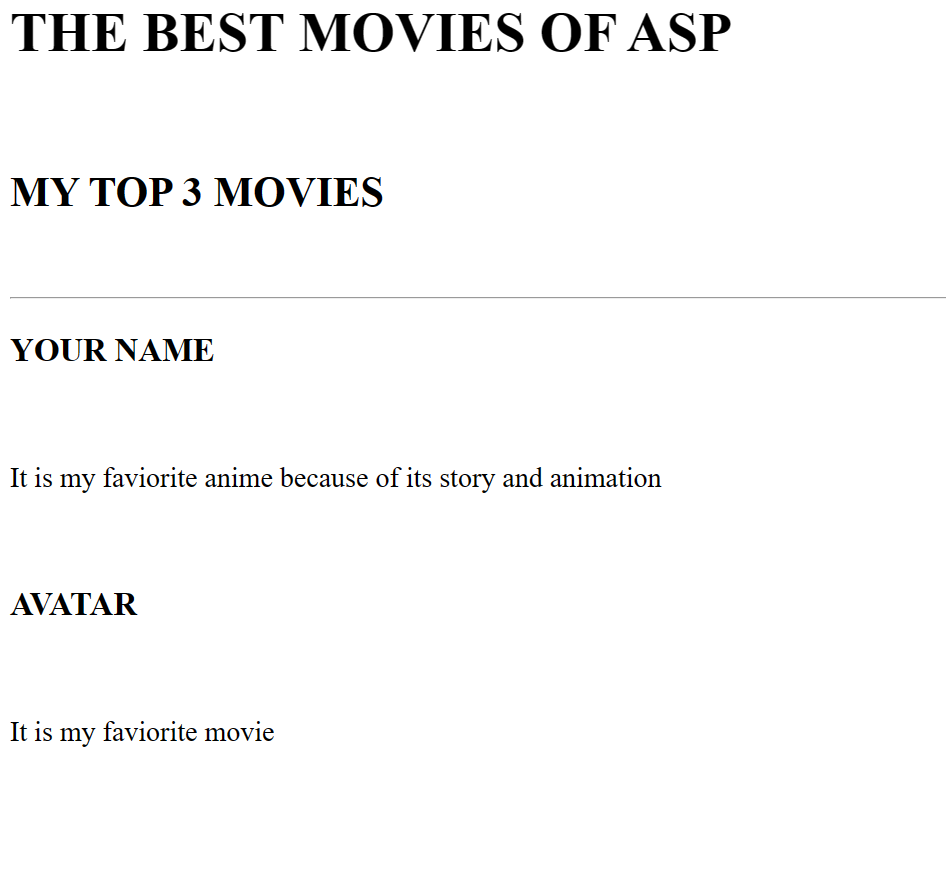 THE BEST MOVIES OF ASP
MY TOP 3 MOVIES
YOUR NAME
It is my faviorite anime because of its story and animation
AVATAR
It is my faviorite movie